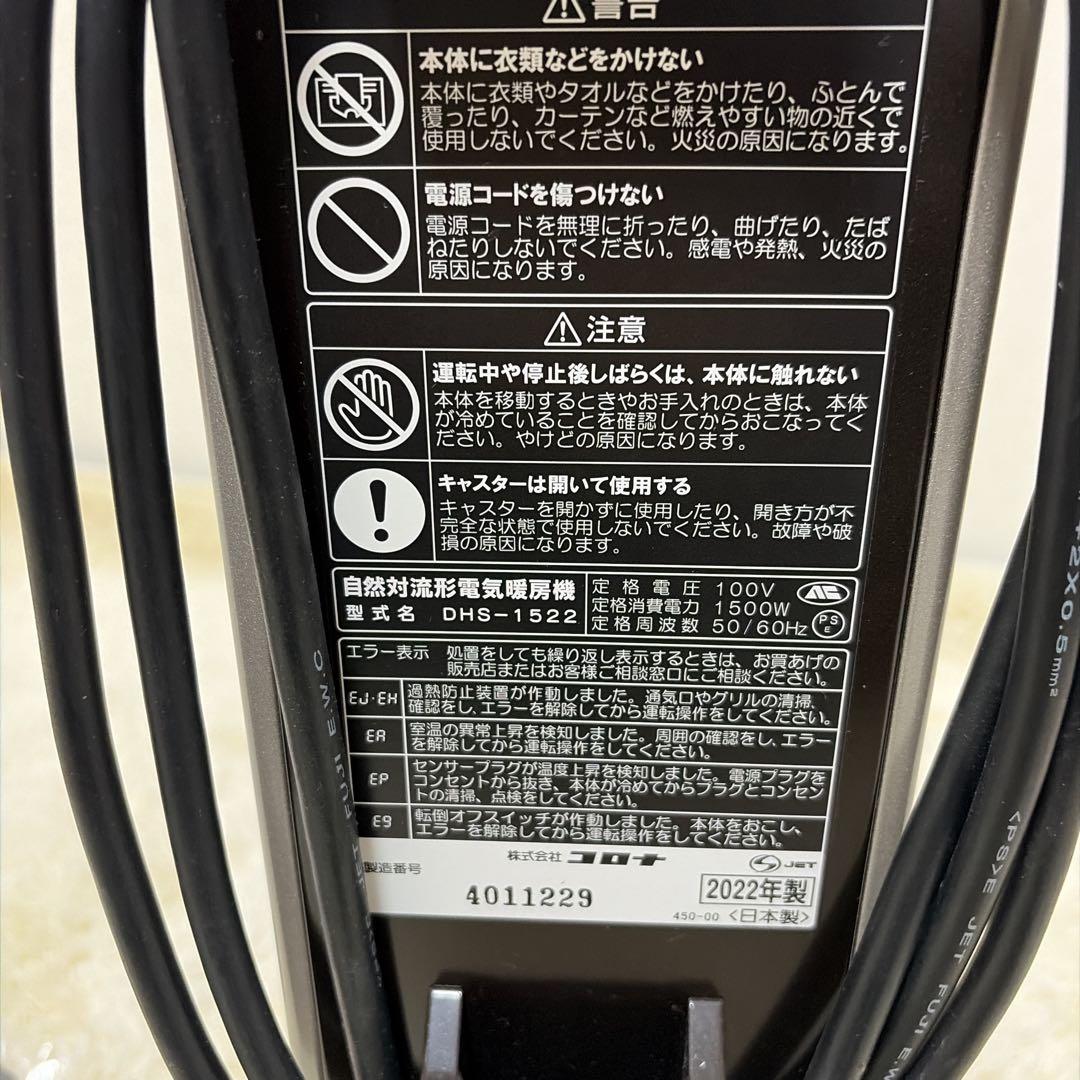 警告
本体に衣類などをかけない
本体に衣類やタオルなどをかけたり、ふとんで
覆ったり、カーテンなど燃えやすい物の近くで
使用しないでください。火災の原因になります。
電源コードを傷つけない
電源コードを無理に折ったり、曲げたり、たば
ねたりしないでください。感電や発熱、火災の
原因になります。
注意
運転中や停止後しばらくは、本体に触れない
本体を移動するときやお手入れのときは、本体
が冷めていることを確認してからおこなってく
ださい。やけどの原因になります。
キャスターは開いて使用する
キャスターを開かずに使用したり、開き方が不
完全な状態で使用しないでください。故障や破
損の原因になります。
自然対流形電気暖房機
型式名 DHS-1522
定格電圧 100V
定格消費電力 1500W
定格周波数 50/60Hz
PSE
エラー表示 処置をしても繰り返し表示するときは、お買あげの
販売店またはお客様ご相談窓口にご相談ください。
EJ・EH 過熱防止装置が作動しました。通気口やグリルの清掃、
確認をし、エラーを解除してから運転操作をしてください。
EA 室温の異常上昇を検知しました。周囲の確認をし、エラー
を解除してから運転操作をしてください。
EP センサープラグが温度上昇を検知しました。電源プラグを
コンセントから抜き、本体が冷めてからプラグとコンセン
トの清掃、点検をしてください。
E9 転倒オフスイッチが作動しました。本体をおこし、
エラーを解除してから運転操作をしてください。
株式会社 コロナ
JET
製造番号
4011229
2022年製
450-00 <日本製>
2X0.5mm²
<PS>E JET FUJI E.W
FUJI E.W.C